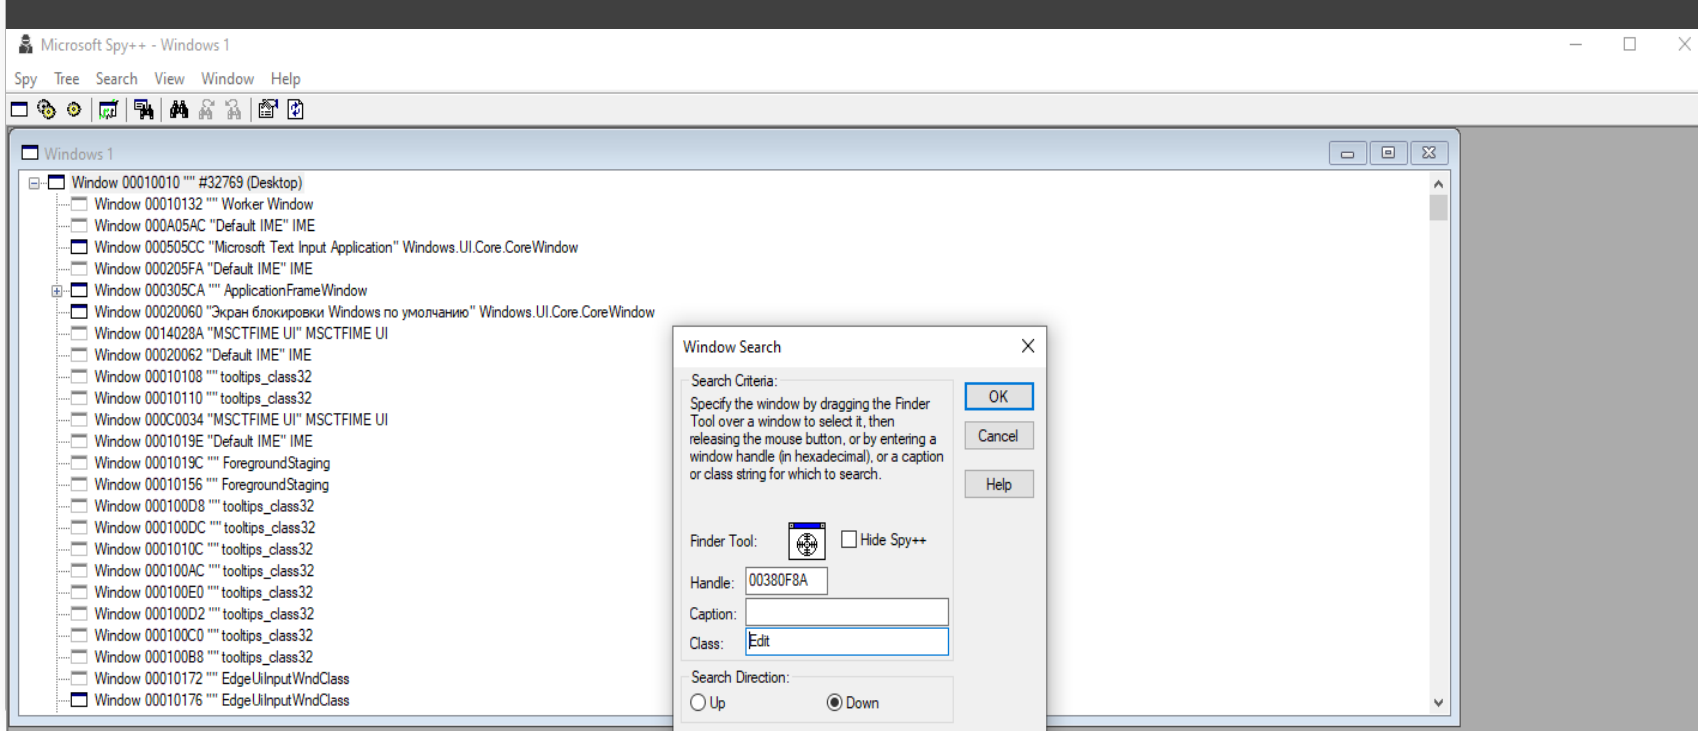 Microsoft Spy++ - Windows 1
Spy Tree Search View Window Help
Windows 1
Window 00010010 "" #32769 (Desktop)
Window 00010132 "" Worker Window
Window 000A05AC "Default IME" IME
Window 000505CC "Microsoft Text Input Application" Windows.UI.Core.CoreWindow
Window 000205FA "Default IME" IME
Window 000305CA "" ApplicationFrameWindow
Window 00020060 "Экран блокировки Windows по умолчанию" Windows.UI.Core.CoreWindow
Window 0014028A "MSCTFIME UI" MSCTFIME UI
Window 00020062 "Default IME" IME
Window 00010108 "" tooltips_class32
Window 00010110 "" tooltips_class32
Window 000C0034 "MSCTFIME UI" MSCTFIME UI
Window 0001019E "Default IME" IME
Window 0001019C "" ForegroundStaging
Window 00010156 "" ForegroundStaging
Window 000100D8 "" tooltips_class32
Window 000100DC "" tooltips_class32
Window 0001010C "" tooltips_class32
Window 000100AC "" tooltips_class32
Window 000100E0 "" tooltips_class32
Window 000100D2 "" tooltips_class32
Window 000100C0 "" tooltips_class32
Window 000100B8 "" tooltips_class32
Window 00010172 "" EdgeUiInputWndClass
Window 00010176 "" EdgeUiInputWndClass
Window Search
Search Criteria:
Specify the window by dragging the Finder
Tool over a window to select it, then
releasing the mouse button, or by entering a
window handle (in hexadecimal), or a caption
or class string for which to search.
OK
Cancel
Help
Finder Tool:
Hide Spy++
Handle: 00380F8A
Caption:
Class: Edit
Search Direction:
Up
Down